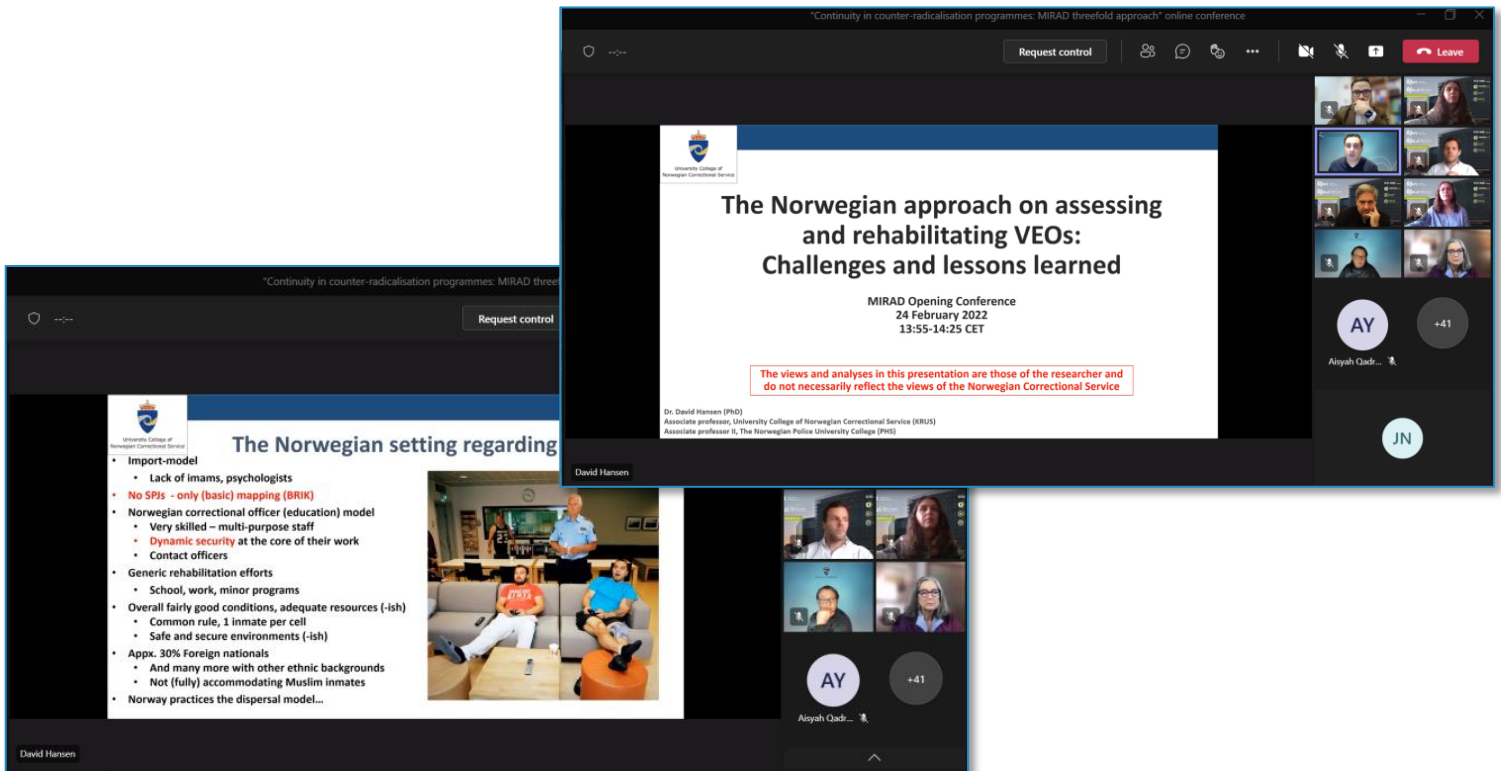 "Continuity in counter-radicalisation programmes: MIRAD threefold approach" online conference
--:--
Request control
Leave
University College of
Norwegian Correctional Service
The Norwegian approach on assessing
and rehabilitating VEOs:
Challenges and lessons learned
MIRAD Opening Conference
24 February 2022
13:55-14:25 CET
The views and analyses in this presentation are those of the researcher and
do not necessarily reflect the views of the Norwegian Correctional Service
Dr. David Hansen (PhD)
Associate professor, University College of Norwegian Correctional Service (KRUS)
Associate professor II, The Norwegian Police University College (PHS)
David Hansen
AY
+41
Aisyah Qadr...
JN
"Continuity in counter-radicalisation programmes: MIRAD threef
--:--
Request control
University College of
Norwegian Correctional Service
The Norwegian setting regarding
• Import-model
• Lack of imams, psychologists
• No SPJs - only (basic) mapping (BRIK)
• Norwegian correctional officer (education) model
• Very skilled – multi-purpose staff
• Dynamic security at the core of their work
• Contact officers
• Generic rehabilitation efforts
• School, work, minor programs
• Overall fairly good conditions, adequate resources (-ish)
• Common rule, 1 inmate per cell
• Safe and secure environments (-ish)
• Appx. 30% Foreign nationals
• And many more with other ethnic backgrounds
• Not (fully) accommodating Muslim inmates
• Norway practices the dispersal model...
David Hansen
AY
+41
Aisyah Qadr...